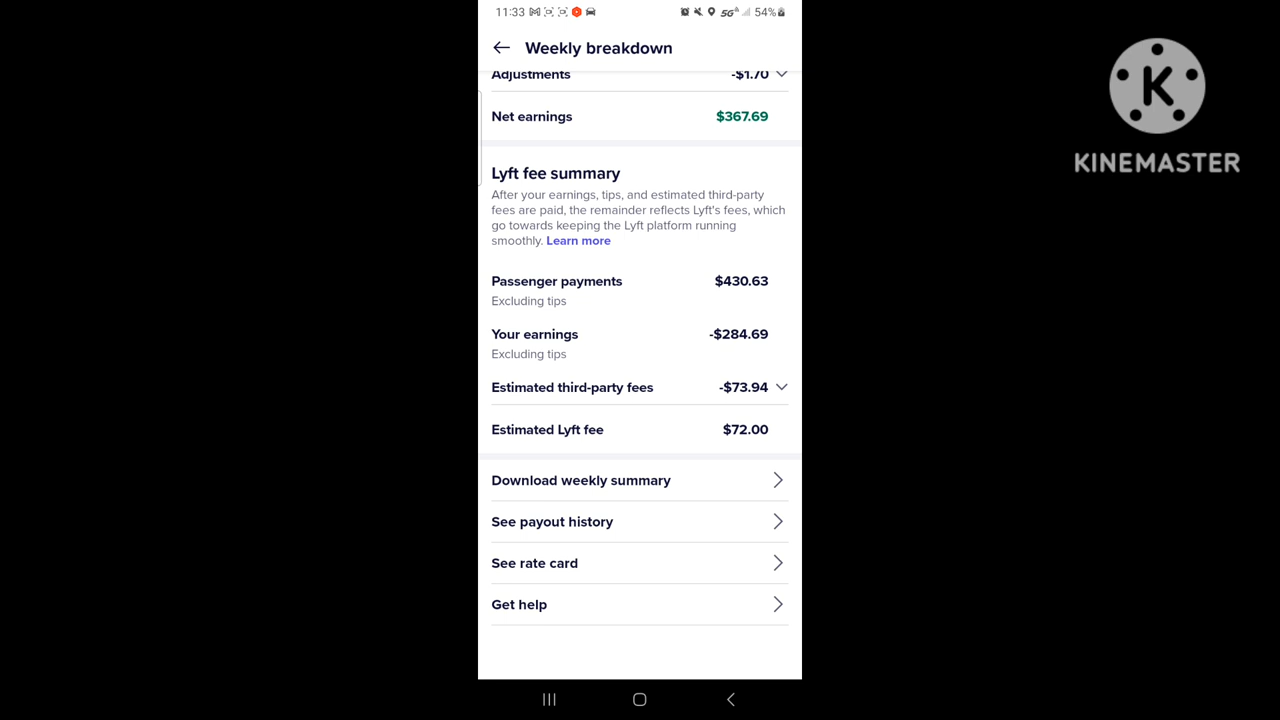 11:33
5G
54%
Weekly breakdown
Adjustments -$1.70
Net earnings $367.69
Lyft fee summary
After your earnings, tips, and estimated third-party
fees are paid, the remainder reflects Lyft's fees, which
go towards keeping the Lyft platform running
smoothly. Learn more
Passenger payments $430.63
Excluding tips
Your earnings -$284.69
Excluding tips
Estimated third-party fees -$73.94
Estimated Lyft fee $72.00
Download weekly summary
See payout history
See rate card
Get help
K
KINEMASTER